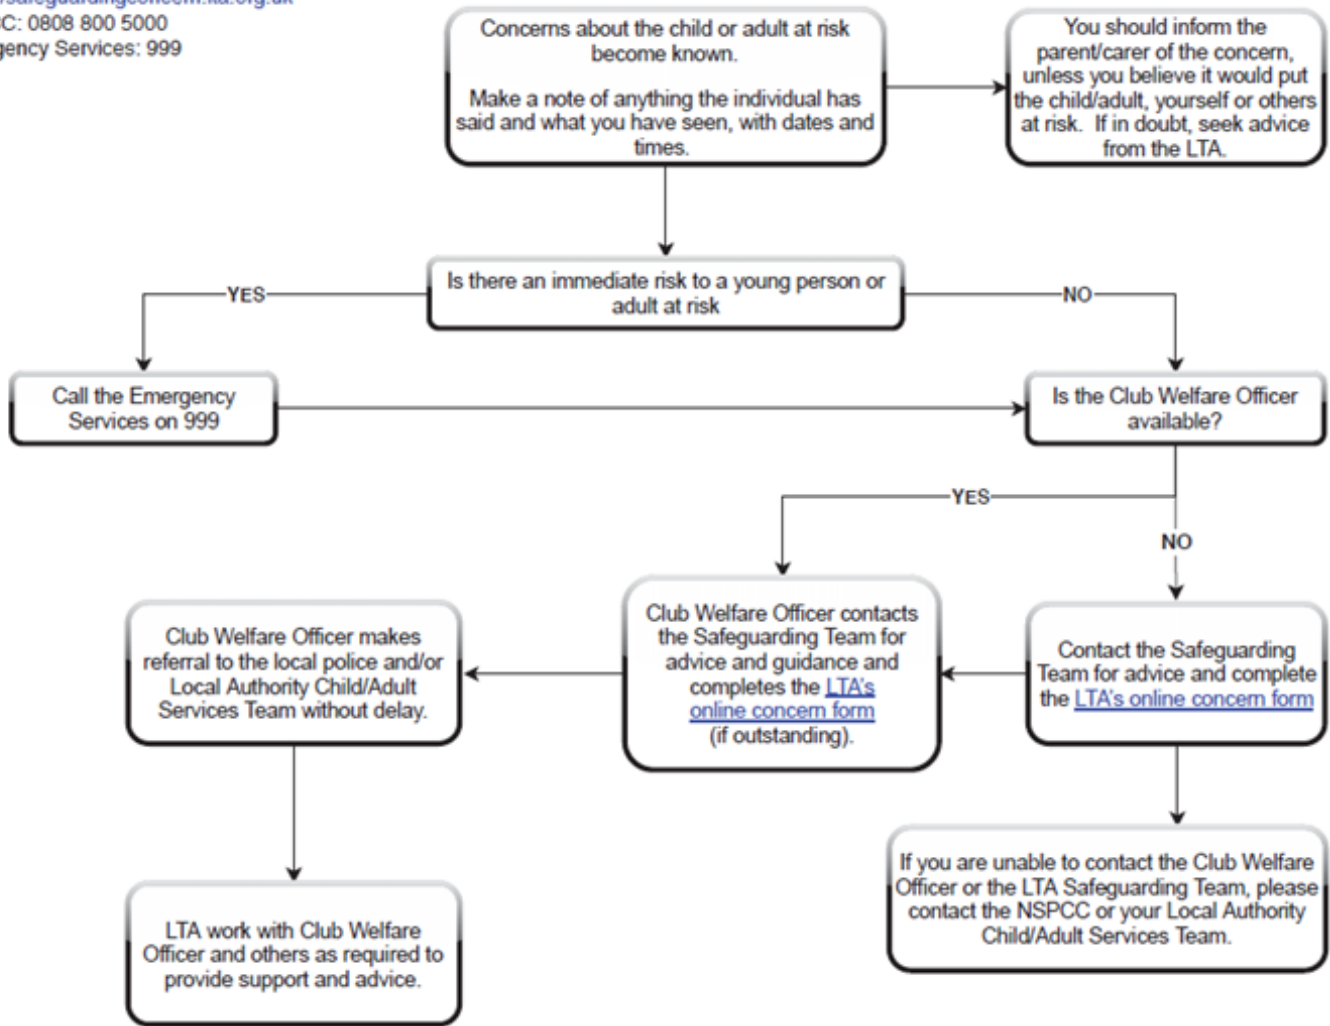 safeguardingconcern.lta.org.uk
0808 800 5000
Services: 999
Concerns about the child or adult at risk
become known.
Make a note of anything the individual has
said and what you have seen, with dates and
times.
You should inform the
parent/carer of the concern,
unless you believe it would put
the child/adult, yourself or others
at risk. If in doubt, seek advice
from the LTA.
Is there an immediate risk to a young person or
adult at risk
YES
NO
Call the Emergency
Services on 999
Is the Club Welfare Officer
available?
YES
NO
Club Welfare Officer makes
referral to the local police and/or
Local Authority Child/Adult
Services Team without delay.
Club Welfare Officer contacts
the Safeguarding Team for
advice and guidance and
completes the LTA's
online concern form
(if outstanding).
Contact the Safeguarding
Team for advice and complete
the LTA's online concern form
If you are unable to contact the Club Welfare
Officer or the LTA Safeguarding Team, please
contact the NSPCC or your Local Authority
Child/Adult Services Team.
LTA work with Club Welfare
Officer and others as required to
provide support and advice.